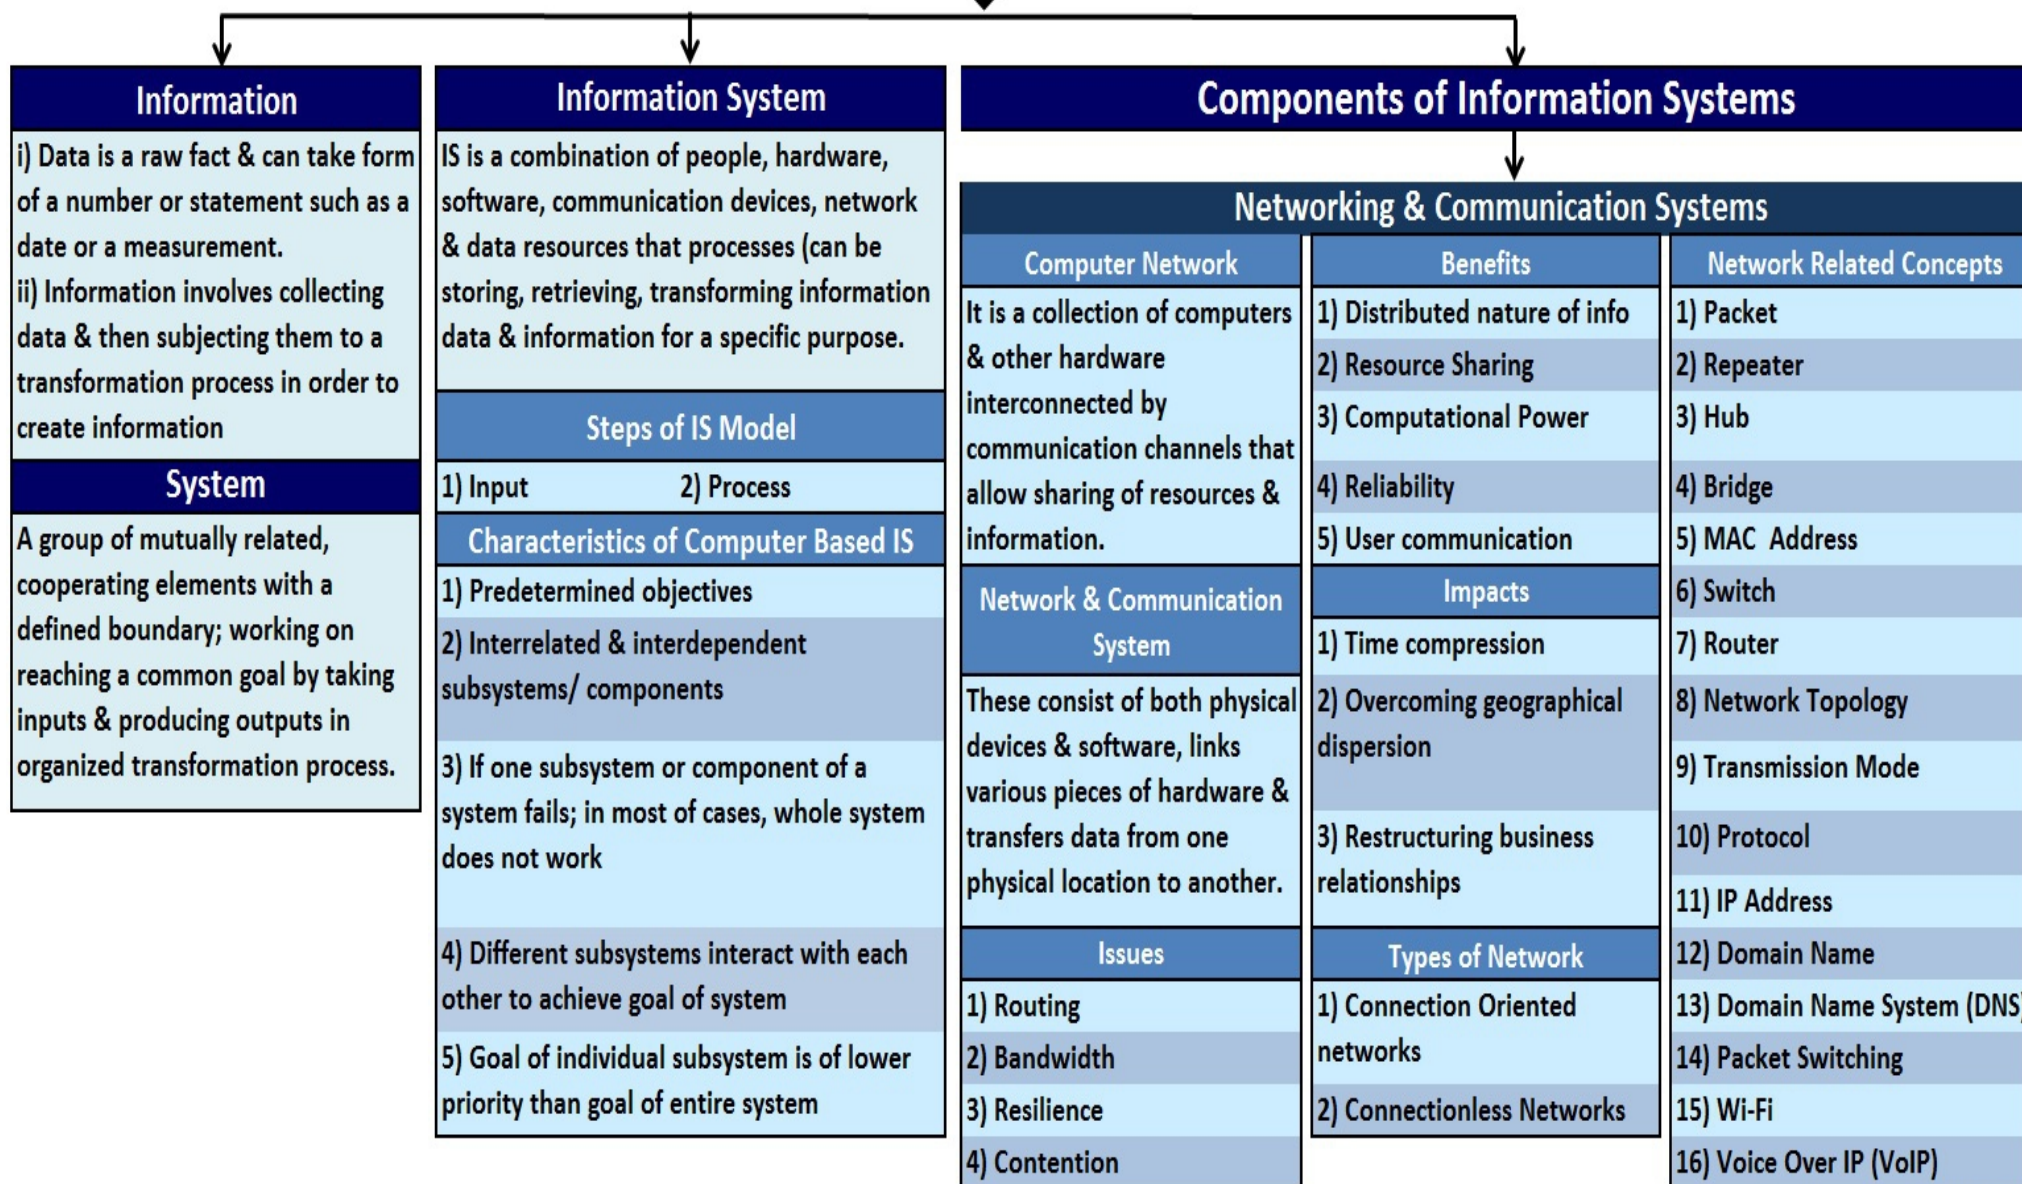 Information
i) Data is a raw fact & can take form
of a number or statement such as a
date or a measurement.
ii) Information involves collecting
data & then subjecting them to a
transformation process in order to
create information
System
A group of mutually related,
cooperating elements with a
defined boundary; working on
reaching a common goal by taking
inputs & producing outputs in
organized transformation process.
Information System
IS is a combination of people, hardware,
software, communication devices, network
& data resources that processes (can be
storing, retrieving, transforming information
data & information for a specific purpose.
Steps of IS Model
1) Input 2) Process
Characteristics of Computer Based IS
1) Predetermined objectives
2) Interrelated & interdependent
subsystems/ components
3) If one subsystem or component of a
system fails; in most of cases, whole system
does not work
4) Different subsystems interact with each
other to achieve goal of system
5) Goal of individual subsystem is of lower
priority than goal of entire system
Components of Information Systems
Networking & Communication Systems
Computer Network
It is a collection of computers
& other hardware
interconnected by
communication channels that
allow sharing of resources &
information.
Network & Communication
System
These consist of both physical
devices & software, links
various pieces of hardware &
transfers data from one
physical location to another.
Issues
1) Routing
2) Bandwidth
3) Resilience
4) Contention
Benefits
1) Distributed nature of info
2) Resource Sharing
3) Computational Power
4) Reliability
5) User communication
Impacts
1) Time compression
2) Overcoming geographical
dispersion
3) Restructuring business
relationships
Types of Network
1) Connection Oriented
networks
2) Connectionless Networks
Network Related Concepts
1) Packet
2) Repeater
3) Hub
4) Bridge
5) MAC Address
6) Switch
7) Router
8) Network Topology
9) Transmission Mode
10) Protocol
11) IP Address
12) Domain Name
13) Domain Name System (DNS)
14) Packet Switching
15) Wi-Fi
16) Voice Over IP (VoIP)